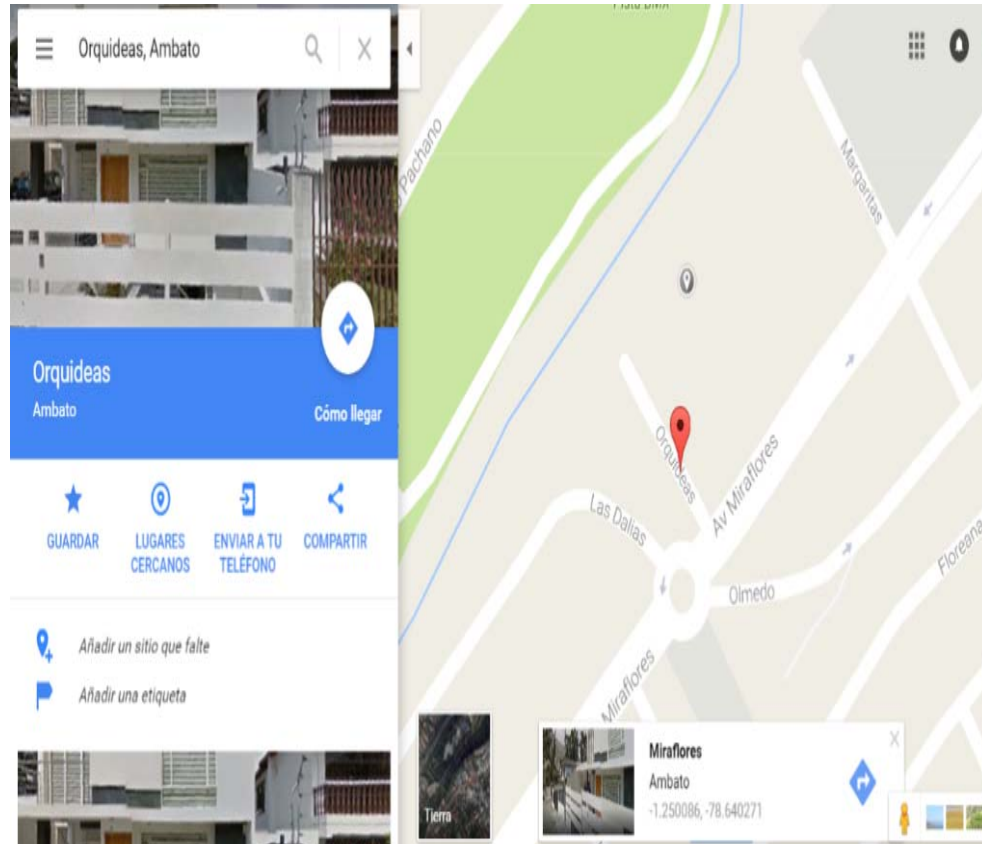 Orquideas, Ambato
Orquideas
Ambato
Cómo llegar
GUARDAR
LUGARES
CERCANOS
ENVIAR A TU
TELÉFONO
COMPARTIR
Añadir un sitio que falte
Añadir una etiqueta
Pachano
Margaritas
Orquideas
Av Miraflores
Las Dalias
Olmedo
Floreana
Miraflores
Tierra
Miraflores
Ambato
-1.250086, -78.640271